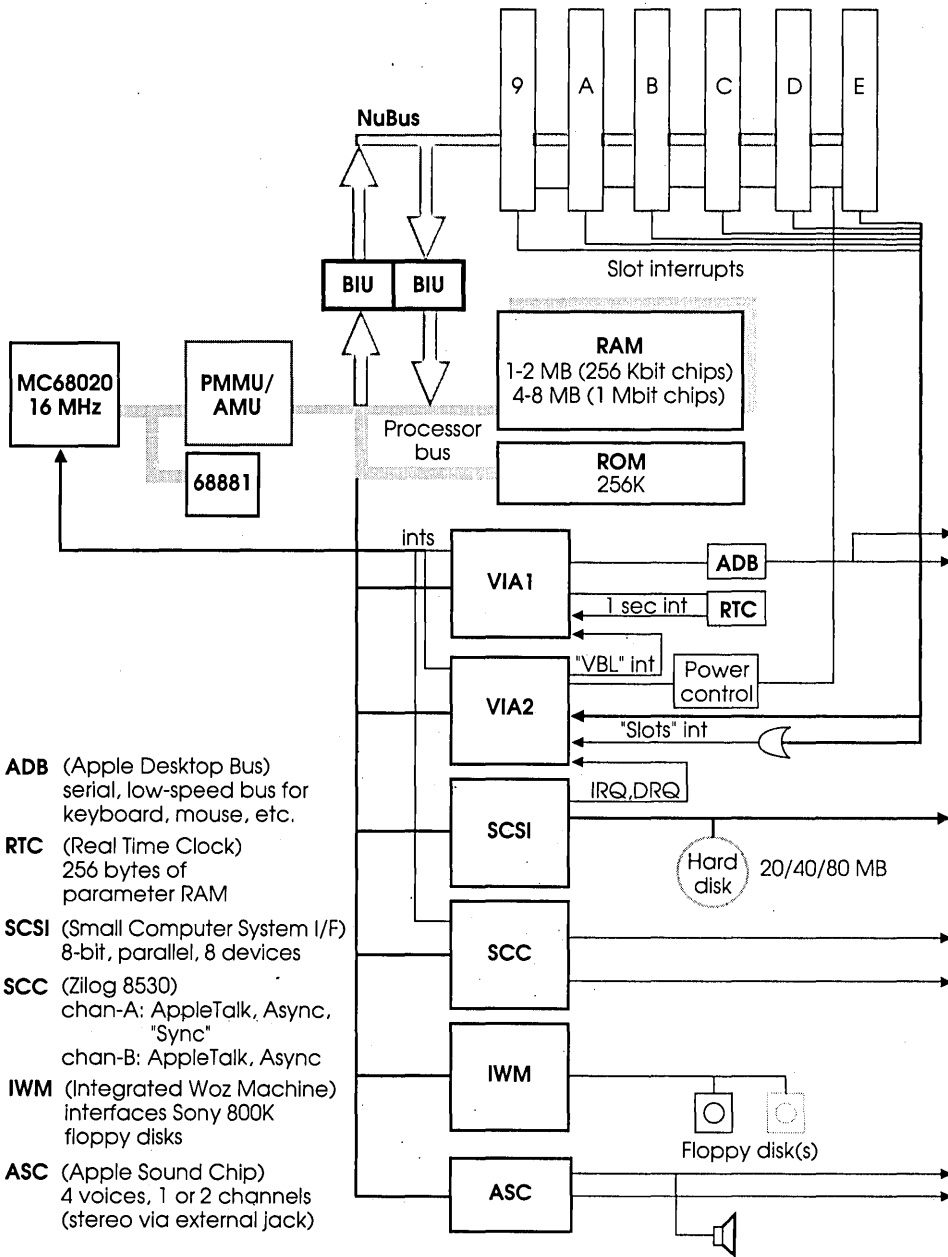 9 A B C D E
NuBus
Slot interrupts
BIU BIU
RAM
1-2 MB (256 Kbit chips)
4-8 MB (1 Mbit chips)
MC68020
16 MHz
PMMU/
AMU
Processor
bus
ROM
256K
68881
ints
VIA1
ADB
1 sec int
RTC
"VBL" int
Power
control
VIA2
"Slots" int
IRQ,DRQ
SCSI
Hard
disk
20/40/80 MB
SCC
IWM
Floppy disk(s)
ASC
ADB (Apple Desktop Bus)
serial, low-speed bus for
keyboard, mouse, etc.
RTC (Real Time Clock)
256 bytes of
parameter RAM
SCSI (Small Computer System I/F)
8-bit, parallel, 8 devices
SCC (Zilog 8530)
chan-A: AppleTalk, Async,
"Sync"
chan-B: AppleTalk, Async
IWM (Integrated Woz Machine)
interfaces Sony 800K
floppy disks
ASC (Apple Sound Chip)
4 voices, 1 or 2 channels
(stereo via external jack)